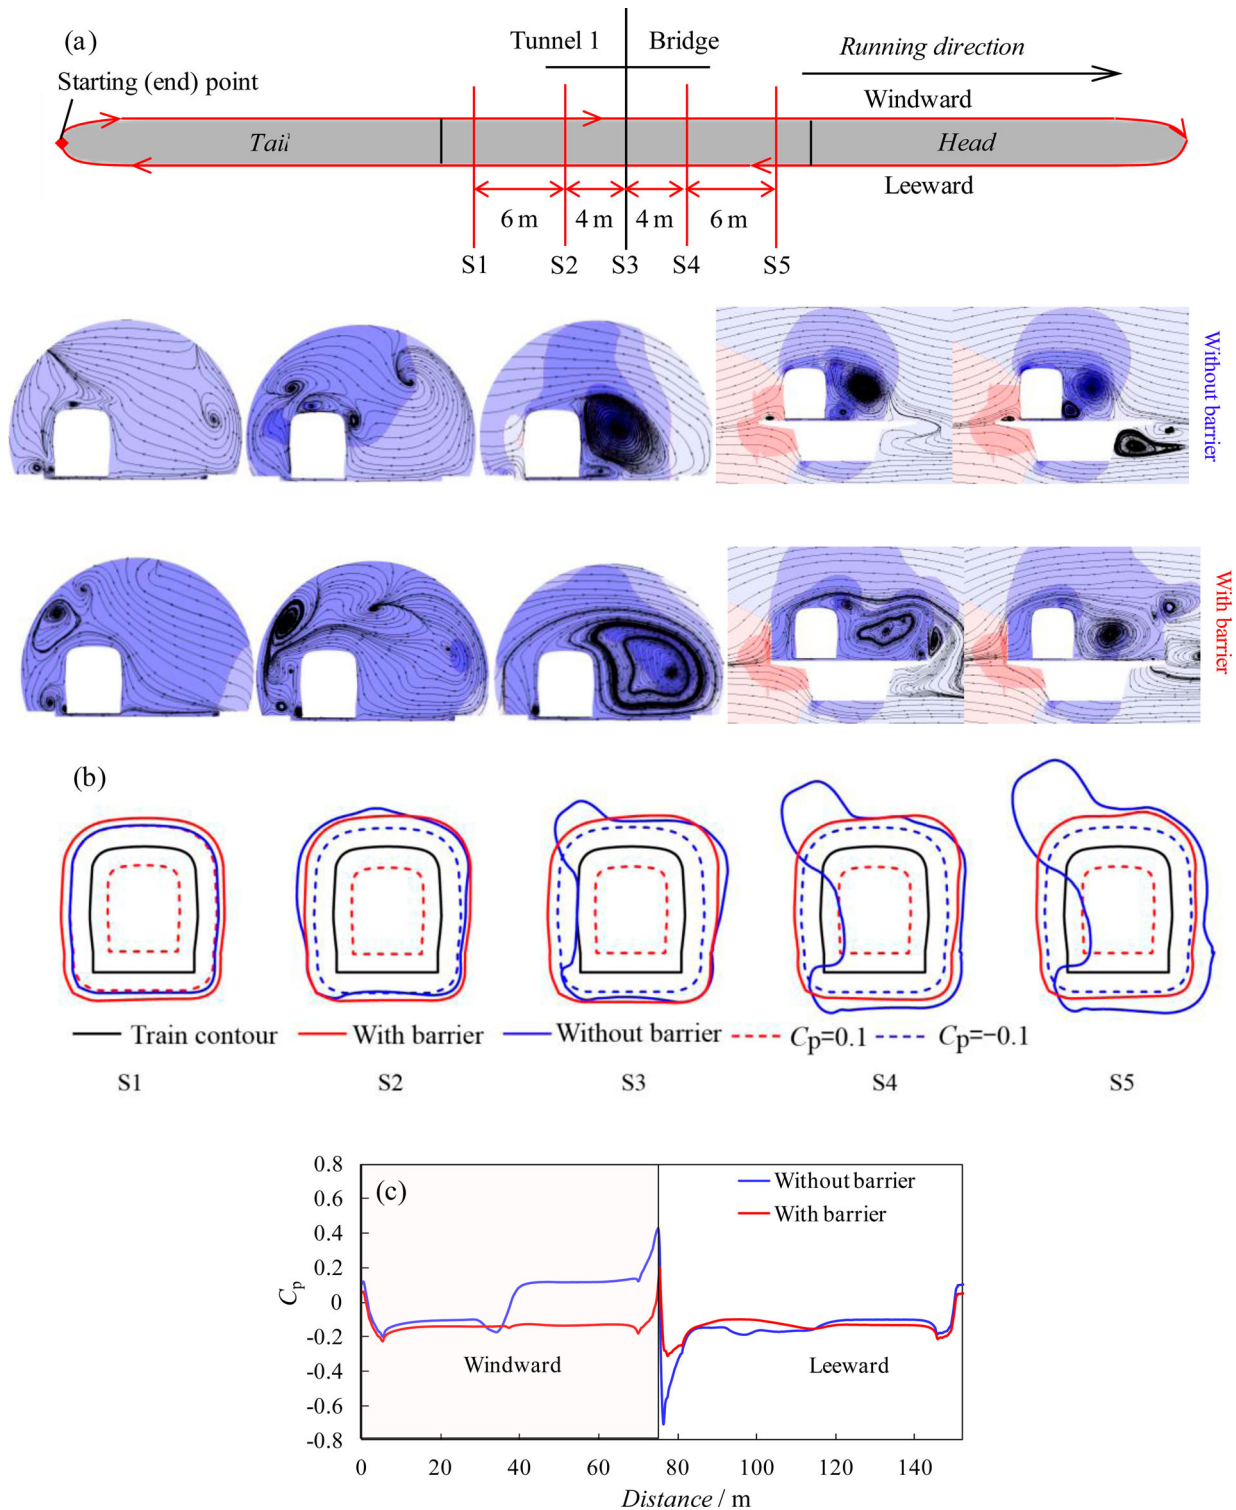 (a)
Tunnel 1
Bridge
Running direction
Starting (end) point
Windward
Tail
Head
Leeward
6 m
4 m
4 m
6 m
S1
S2
S3
S4
S5
Without barrier
With barrier
(b)
Train contour
With barrier
Without barrier
Cp=0.1
Cp=−0.1
S1
S2
S3
S4
S5
(c)
Without barrier
With barrier
0.8
0.6
0.4
0.2
0
-0.2
-0.4
-0.6
-0.8
Cp
Windward
Leeward
0
20
40
60
80
100
120
140
Distance / m